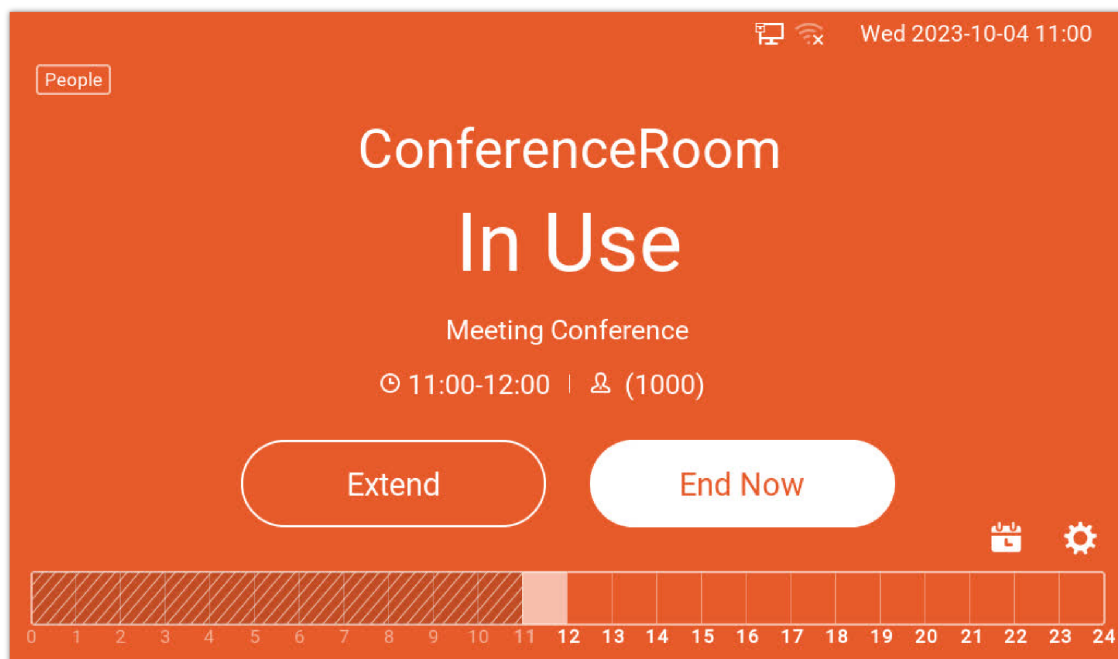 Wed 2023-10-04 11:00
People
ConferenceRoom
In Use
Meeting Conference
11:00-12:00 (1000)
Extend End Now
0 1 2 3 4 5 6 7 8 9 10 11 12 13 14 15 16 17 18 19 20 21 22 23 24